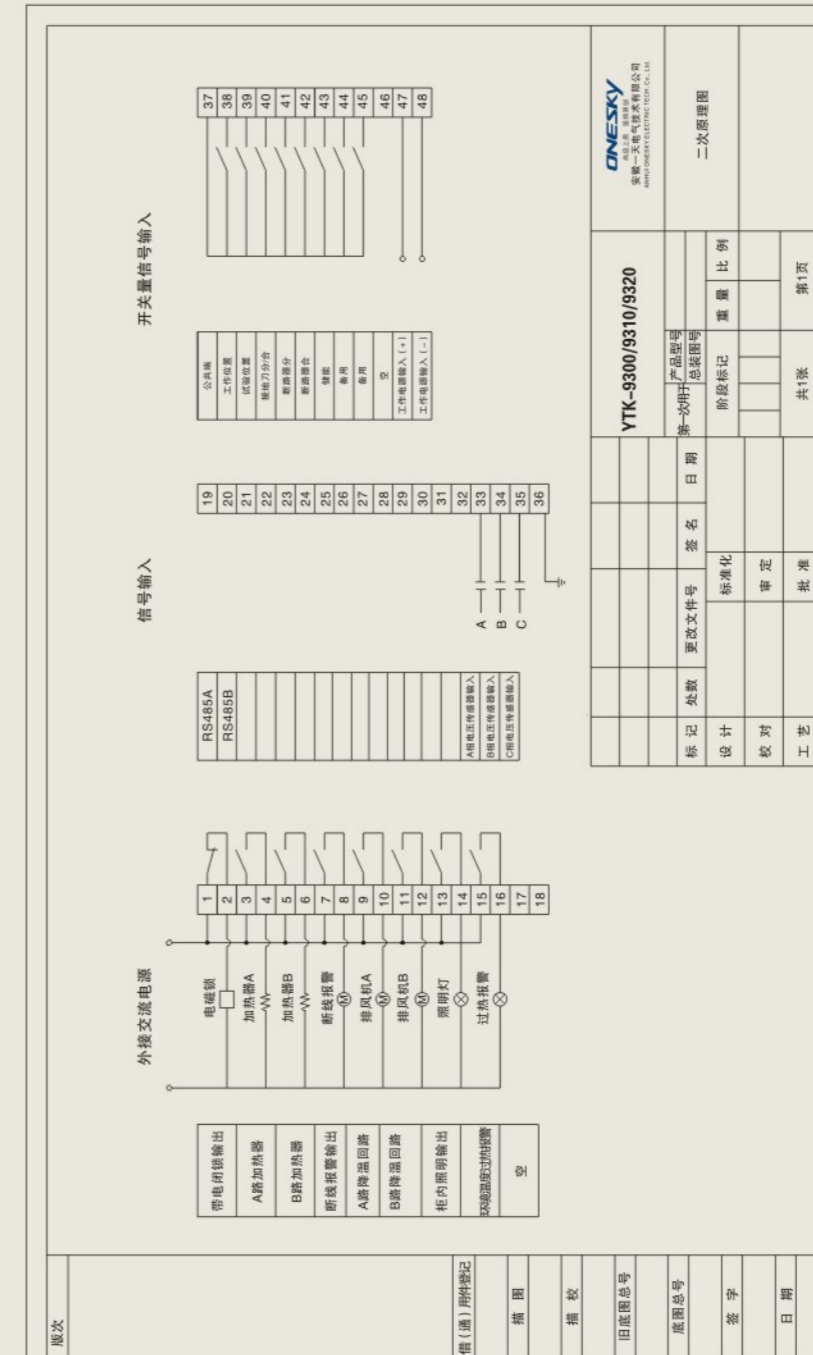 外接交流电源
带电闭锁输出
A路加热器
B路加热器
断线报警输出
A路降温回路
B路降温回路
柜内照明输出
环境温度过热报警
空
电磁锁
加热器A
加热器B
断线报警
M
排风机A
M
排风机B
M
照明灯
过热报警
1
2
3
4
5
6
7
8
9
10
11
12
13
14
15
16
17
18
信号输入
RS485A
RS485B
A相电压传感器输入
B相电压传感器输入
C相电压传感器输入
A
B
C
19
20
21
22
23
24
25
26
27
28
29
30
31
32
33
34
35
36
开关量信号输入
公共端
工作位置
试验位置
接地刀分/合
断路器分
断路器合
储能
备用
备用
空
工作电源输入(+)
工作电源输入(-)
37
38
39
40
41
42
43
44
45
46
47
48
版次
借(通)用件登记
描 图
描 校
旧底图总号
底图总号
签 字
日 期
标 记
处数
更改文件号
签 名
日 期
设 计
标准化
校 对
审 定
工 艺
批 准
YTK-9300/9310/9320
第一次用于
产品型号
总装图号
阶段标记
重 量
比 例
共1张
第1页
ONESKY
安徽一天电气技术有限公司
ANHUI ONESKY ELECTRIC TECH. Co., Ltd
二次原理图